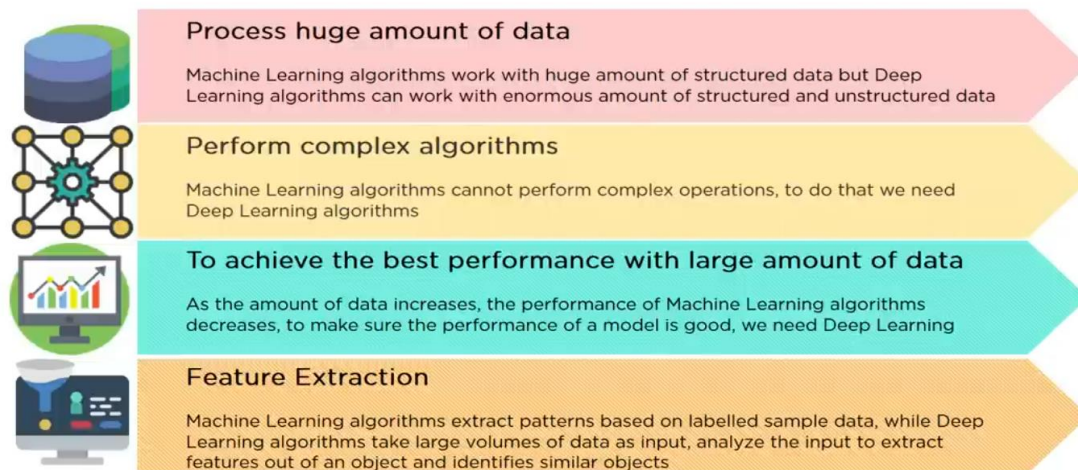 Process huge amount of data
Machine Learning algorithms work with huge amount of structured data but Deep
Learning algorithms can work with enormous amount of structured and unstructured data
Perform complex algorithms
Machine Learning algorithms cannot perform complex operations, to do that we need
Deep Learning algorithms
To achieve the best performance with large amount of data
As the amount of data increases, the performance of Machine Learning algorithms
decreases, to make sure the performance of a model is good, we need Deep Learning
Feature Extraction
Machine Learning algorithms extract patterns based on labelled sample data, while Deep
Learning algorithms take large volumes of data as input, analyze the input to extract
features out of an object and identifies similar objects